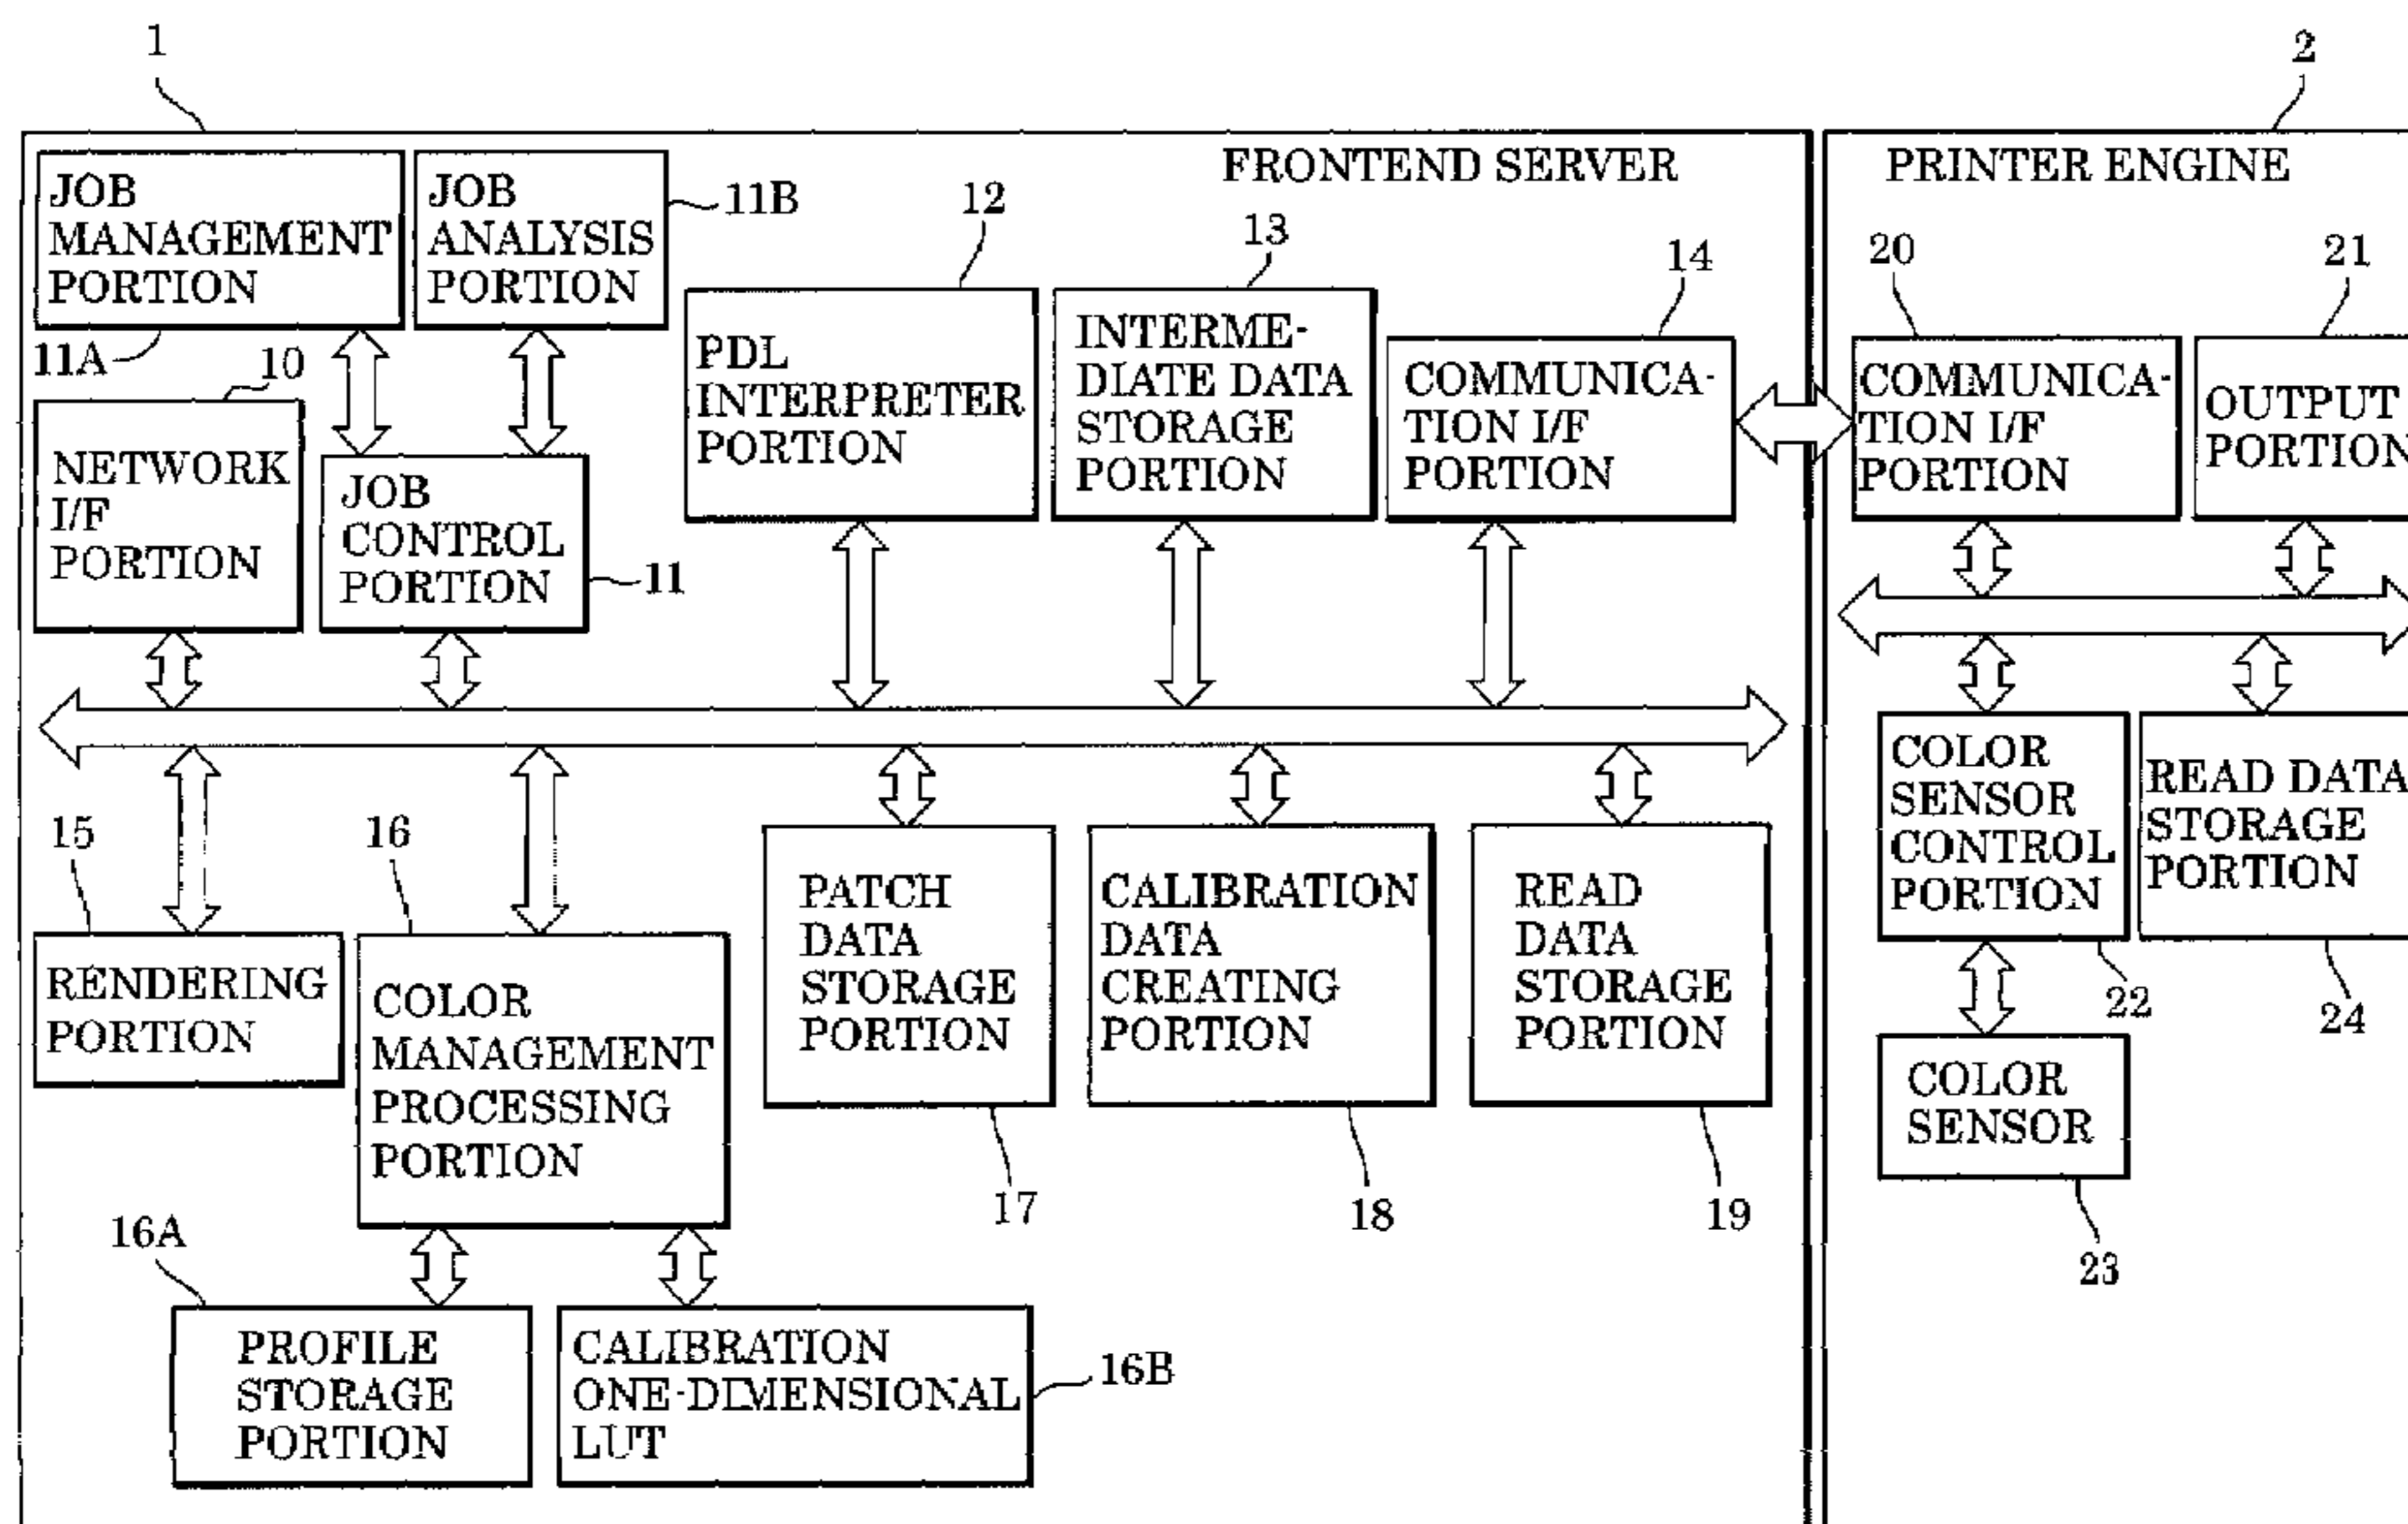 1
2
FRONTEND SERVER
PRINTER ENGINE
JOB
MANAGEMENT
PORTION
11A
JOB
ANALYSIS
PORTION
11B
10
NETWORK
I/F
PORTION
JOB
CONTROL
PORTION
11
12
PDL
INTERPRETER
PORTION
13
INTERME-
DIATE DATA
STORAGE
PORTION
14
COMMUNICA-
TION I/F
PORTION
20
COMMUNICA-
TION I/F
PORTION
21
OUTPUT
PORTION
15
RENDERING
PORTION
16
COLOR
MANAGEMENT
PROCESSING
PORTION
PATCH
DATA
STORAGE
PORTION
17
CALIBRATION
DATA
CREATING
PORTION
18
READ
DATA
STORAGE
PORTION
19
COLOR
SENSOR
CONTROL
PORTION
22
READ DATA
STORAGE
PORTION
24
COLOR
SENSOR
23
16A
PROFILE
STORAGE
PORTION
CALIBRATION
ONE-DIMENSIONAL
LUT
16B